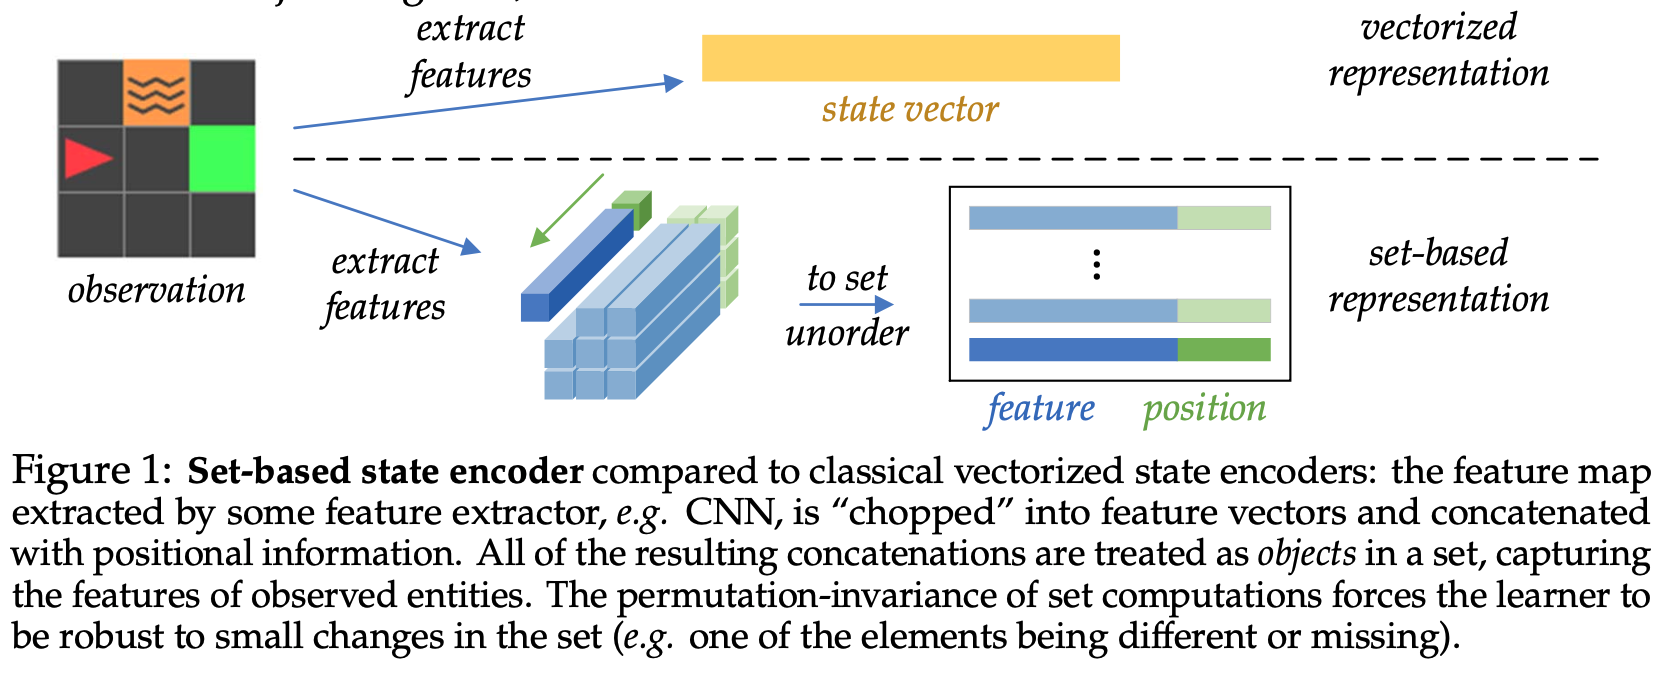 extract
features
state vector
vectorized
representation
observation
extract
features
to set
unorder
feature position
set-based
representation
Figure 1: Set-based state encoder compared to classical vectorized state encoders: the feature map
extracted by some feature extractor, e.g. CNN, is “chopped” into feature vectors and concatenated
with positional information. All of the resulting concatenations are treated as objects in a set, capturing
the features of observed entities. The permutation-invariance of set computations forces the learner to
be robust to small changes in the set (e.g. one of the elements being different or missing).